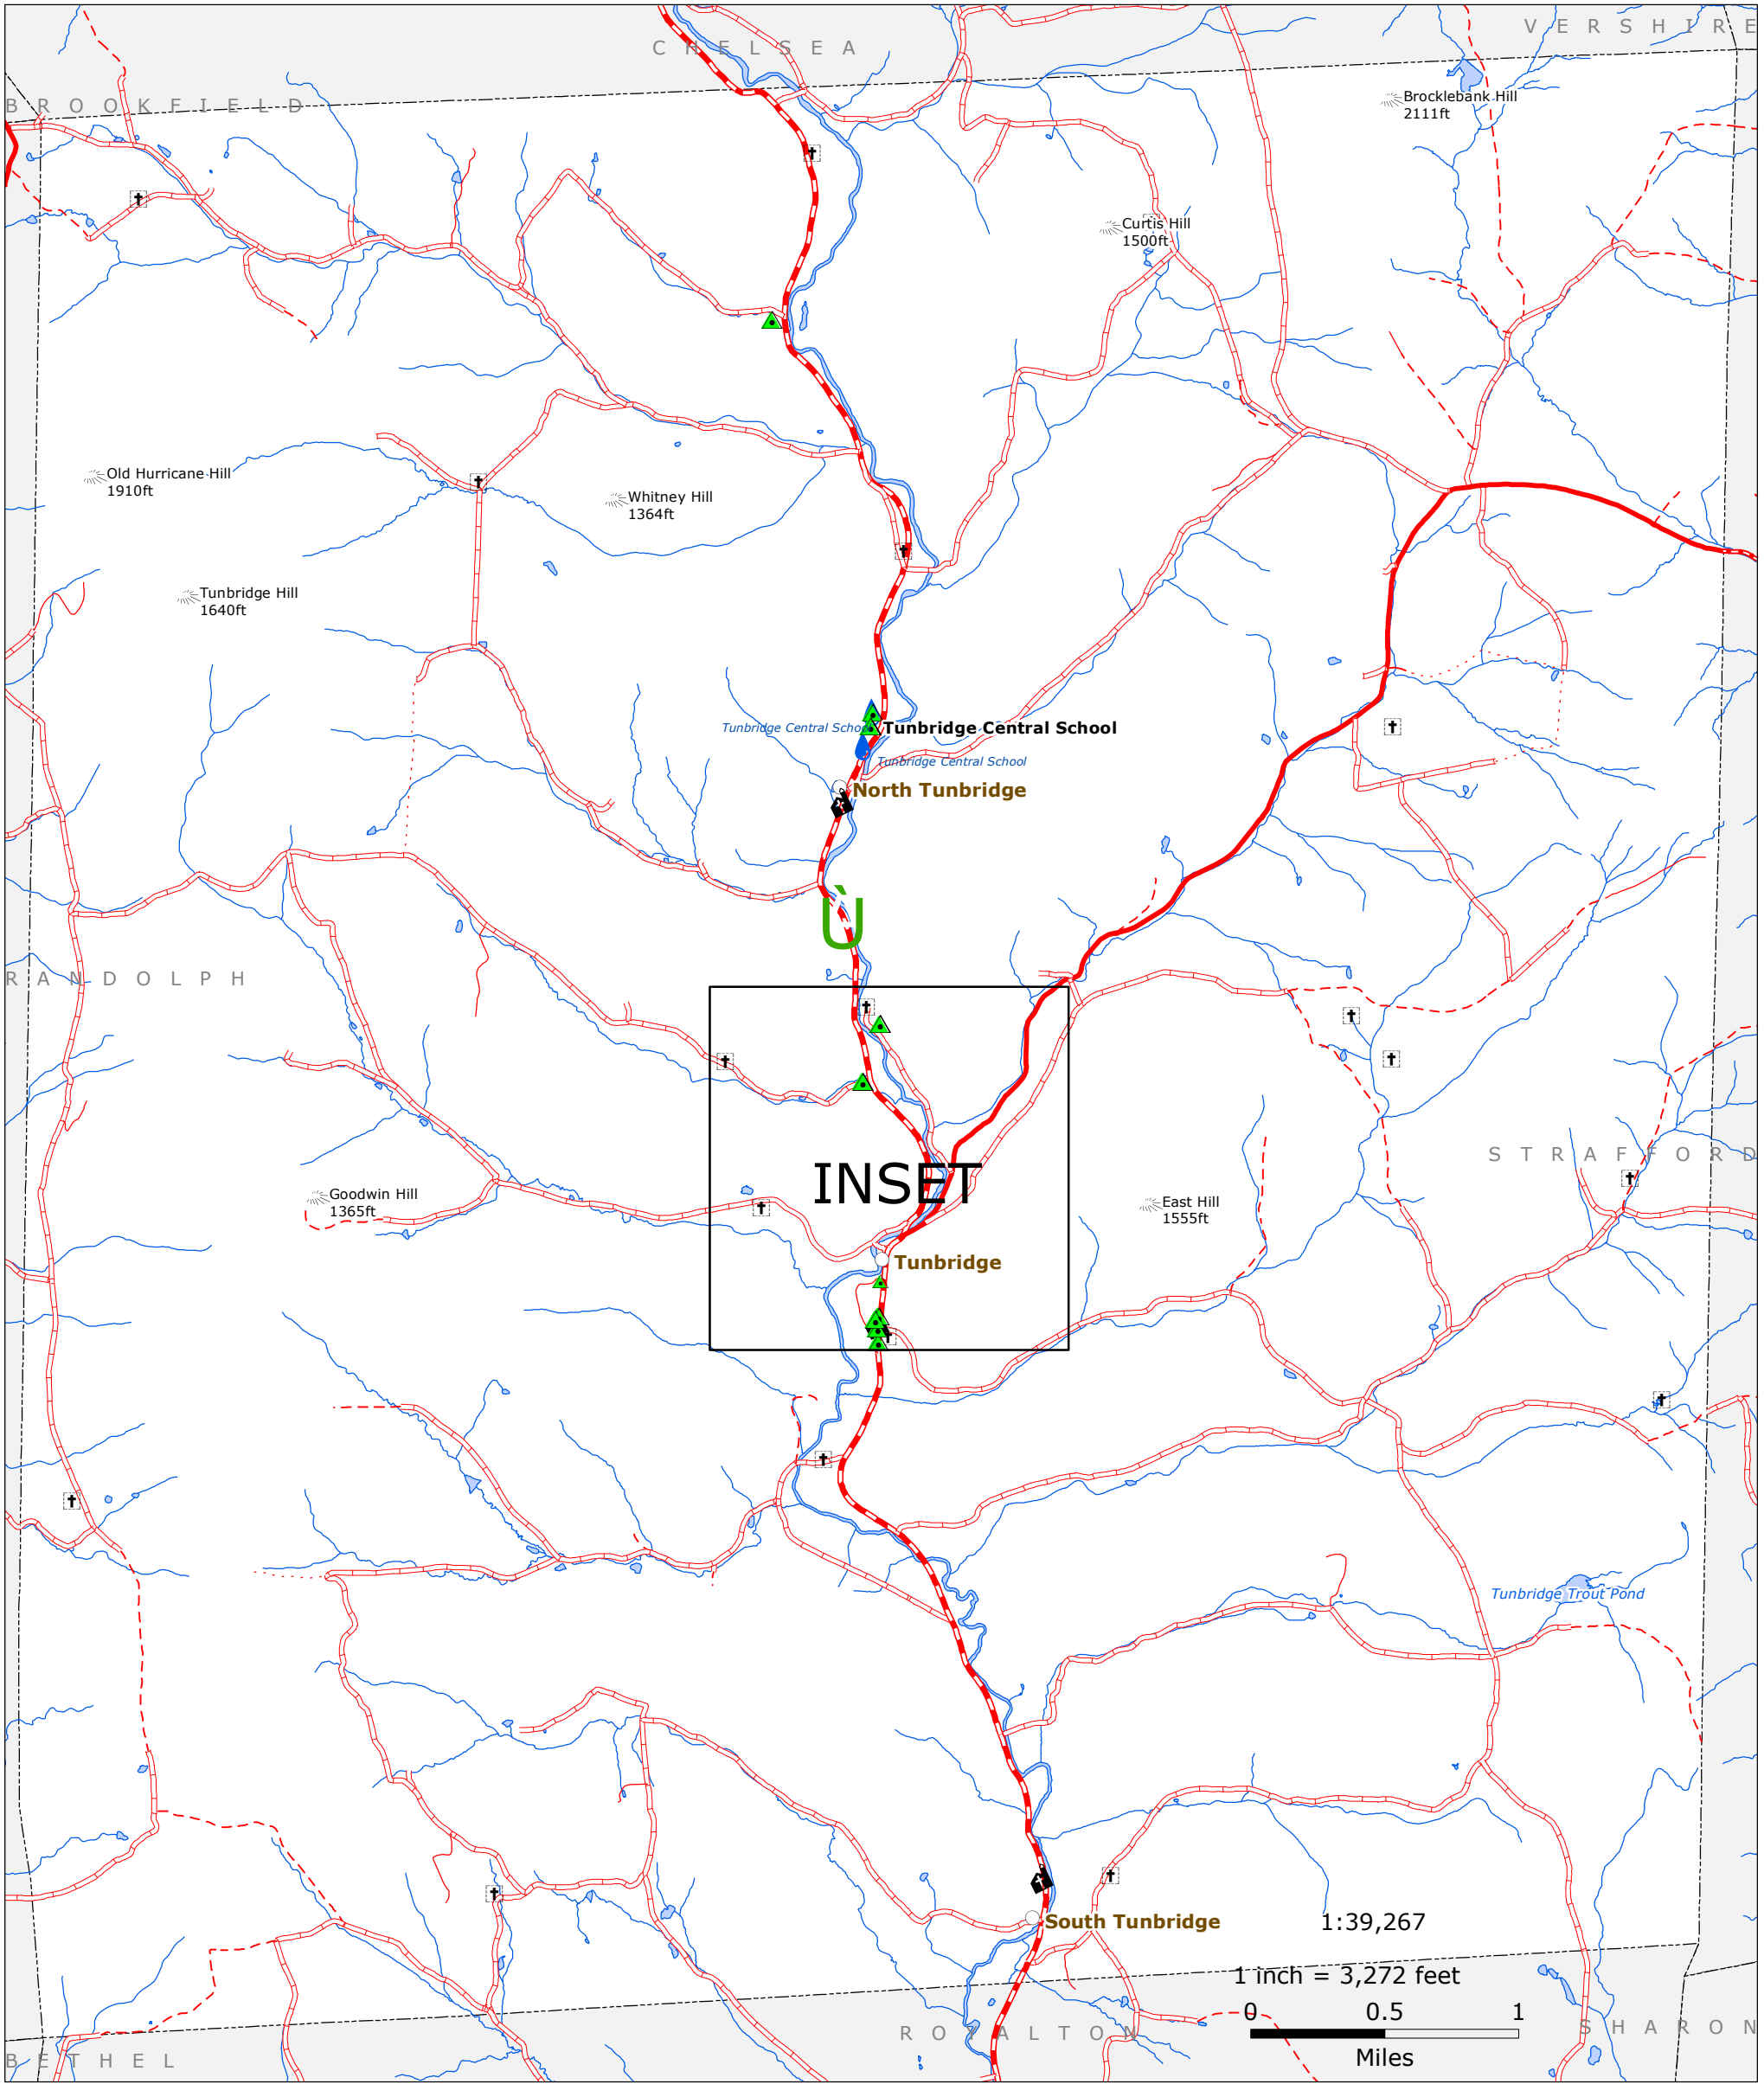 VERSHIRE
CHELSEA
Brocklebank Hill
2111ft
BROOKFIELD
Curtis Hill
1500ft
Old Hurricane Hill
1910ft
Whitney Hill
1364ft
Tunbridge Hill
1640ft
Tunbridge Central School
Tunbridge Central School
Tunbridge Central School
North Tunbridge
Ù
RANDOLPH
STRAFFORD
INSET
Goodwin Hill
1365ft
East Hill
1555ft
Tunbridge
Tunbridge Trout Pond
South Tunbridge
1:39,267
1 inch = 3,272 feet
0 0.5 1
Miles
ROYALTON
SHARON
BETHEL